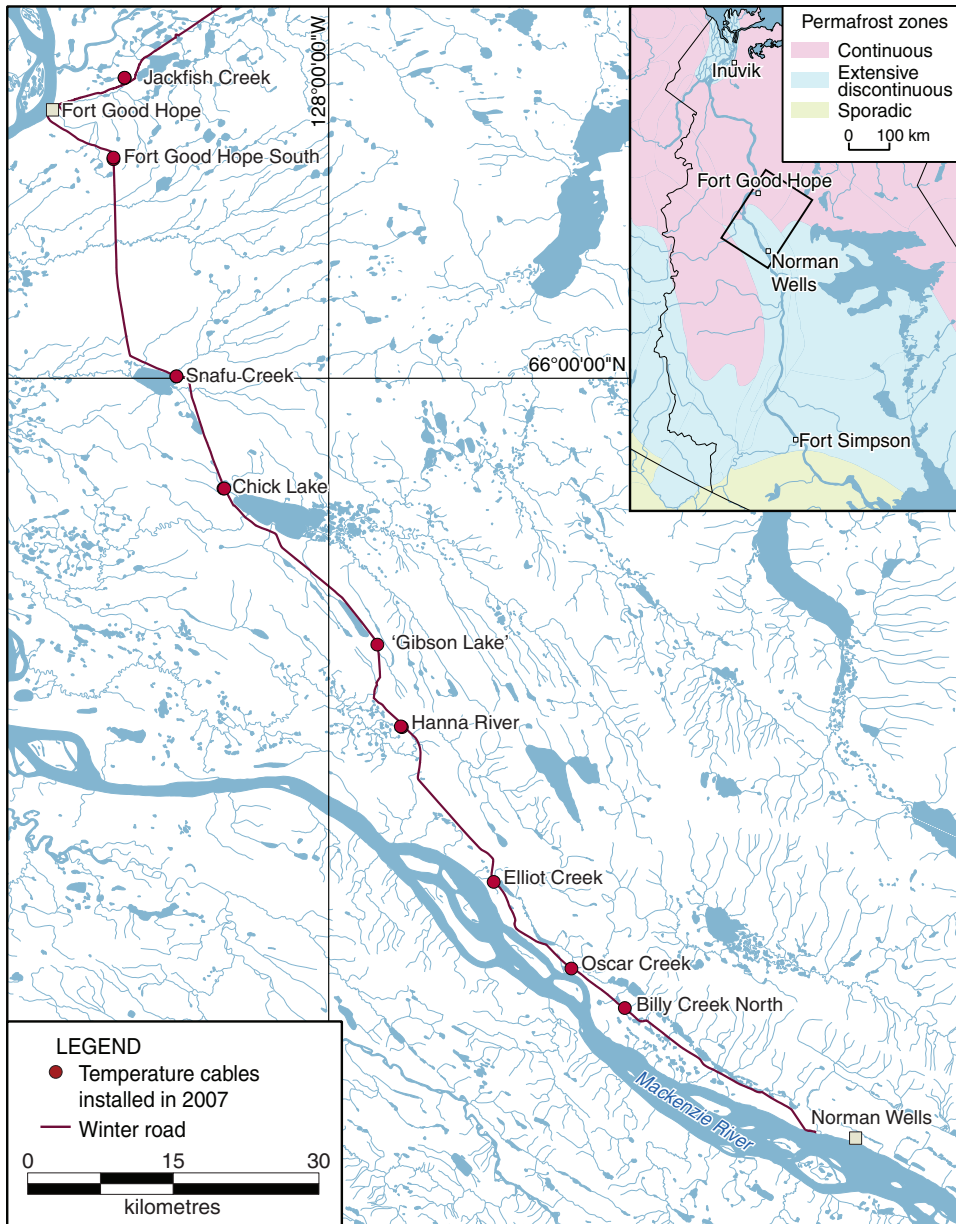 Jackfish Creek
Fort Good Hope
Fort Good Hope South
128°00'00"W
66°00'00"N
Snafu Creek
Chick Lake
‘Gibson Lake’
Hanna River
Elliot Creek
Oscar Creek
Billy Creek North
Mackenzie River
Norman Wells
LEGEND
Temperature cables
installed in 2007
Winter road
0 15 30
kilometres
Permafrost zones
Continuous
Extensive
discontinuous
Sporadic
0 100 km
Inuvik
Fort Good Hope
Norman
Wells
Fort Simpson